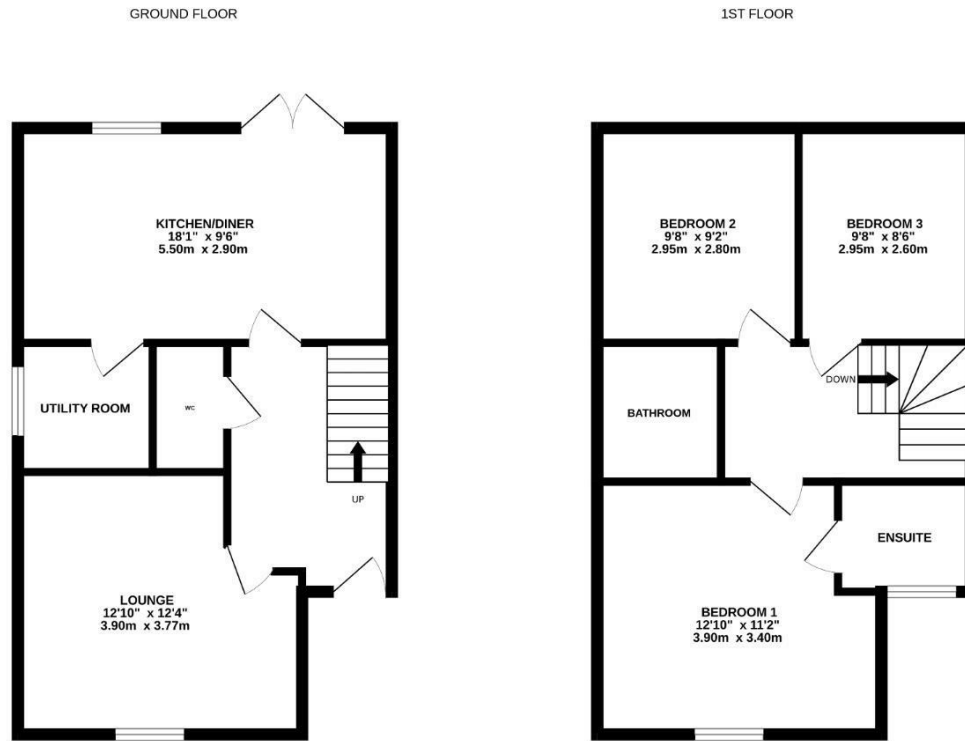 GROUND FLOOR
KITCHEN/DINER
18'1" x 9'6"
5.50m x 2.90m
UTILITY ROOM
WC
UP
LOUNGE
12'10" x 12'4"
3.90m x 3.77m
1ST FLOOR
BEDROOM 2
9'8" x 9'2"
2.95m x 2.80m
BEDROOM 3
9'8" x 8'6"
2.95m x 2.60m
DOWN
BATHROOM
ENSUITE
BEDROOM 1
12'10" x 11'2"
3.90m x 3.40m